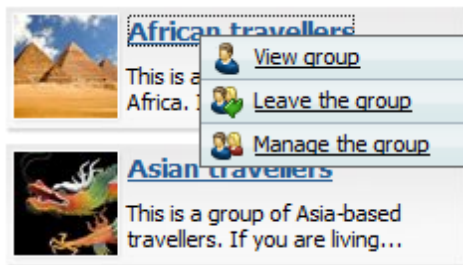 African travellers
View group
This is a
Africa.
Leave the group
Manage the group
Asian travellers
This is a group of Asia-based
travellers. If you are living...